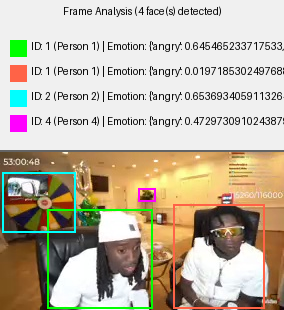 Frame Analysis (4 face(s) detected)
ID: 1 (Person 1) | Emotion: {'angry': 0.645465233717533,
ID: 1 (Person 1) | Emotion: {'angry': 0.019718530249768
ID: 2 (Person 2) | Emotion: {'angry': 0.653693405911326
ID: 4 (Person 4) | Emotion: {'angry': 0.472973091024387
53:00:48
/116000